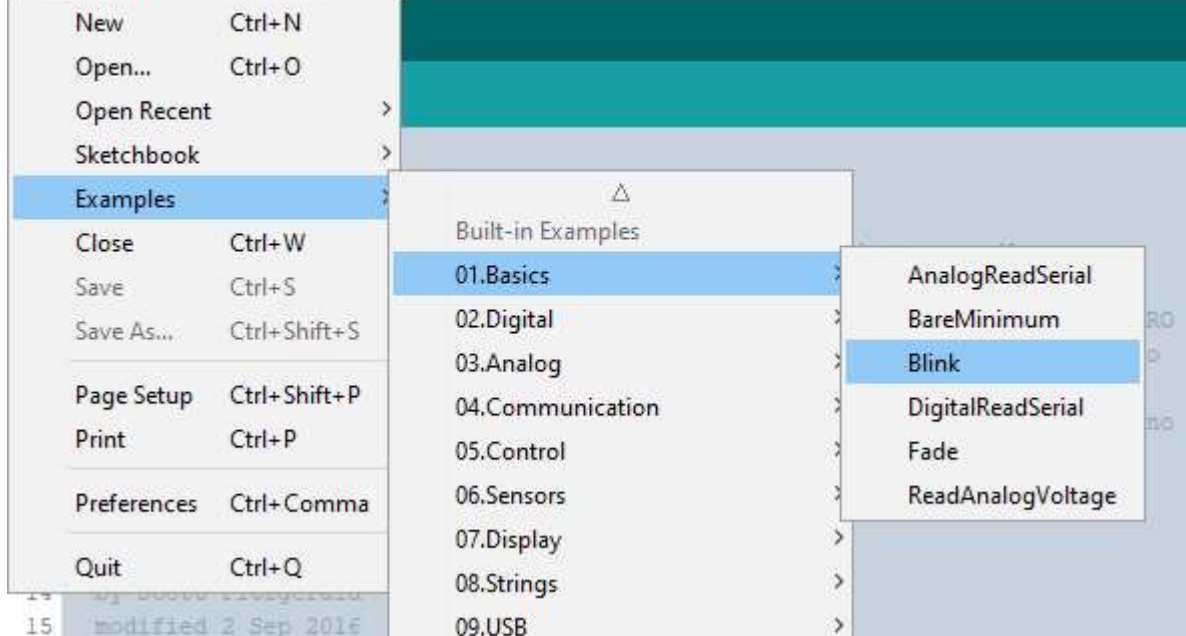 New Ctrl+N
Open... Ctrl+O
Open Recent
Sketchbook
Examples
Close Ctrl+W
Save Ctrl+S
Save As... Ctrl+Shift+S
Page Setup Ctrl+Shift+P
Print Ctrl+P
Preferences Ctrl+Comma
Quit Ctrl+Q
Built-in Examples
01.Basics
02.Digital
03.Analog
04.Communication
05.Control
06.Sensors
07.Display
08.Strings
09.USB
AnalogReadSerial
BareMinimum
Blink
DigitalReadSerial
Fade
ReadAnalogVoltage
RO
o
no
14
15 modified 2 Sep 2016